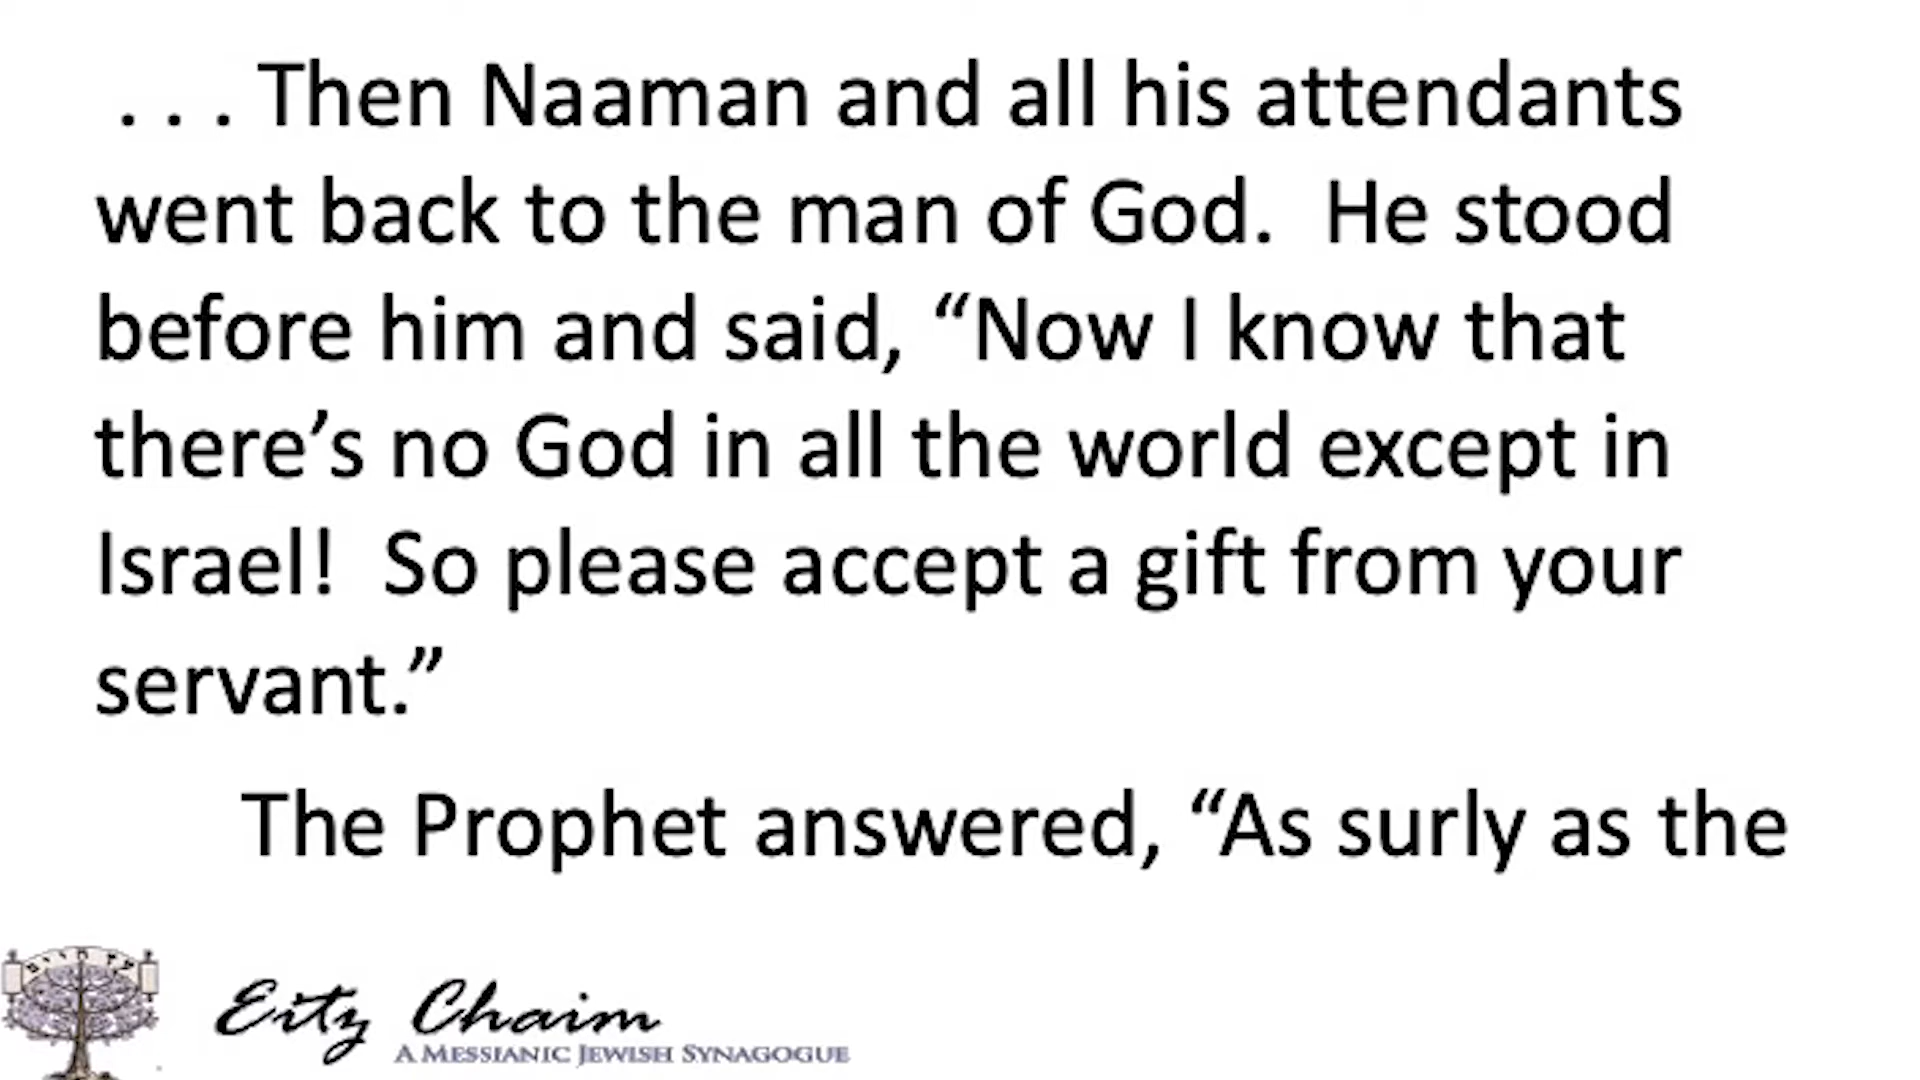 . . . Then Naaman and all his attendants
went back to the man of God.  He stood
before him and said, “Now I know that
there’s no God in all the world except in
Israel!  So please accept a gift from your
servant.”
The Prophet answered, “As surly as the
עץ חיים
Eitz Chaim
A MESSIANIC JEWISH SYNAGOGUE